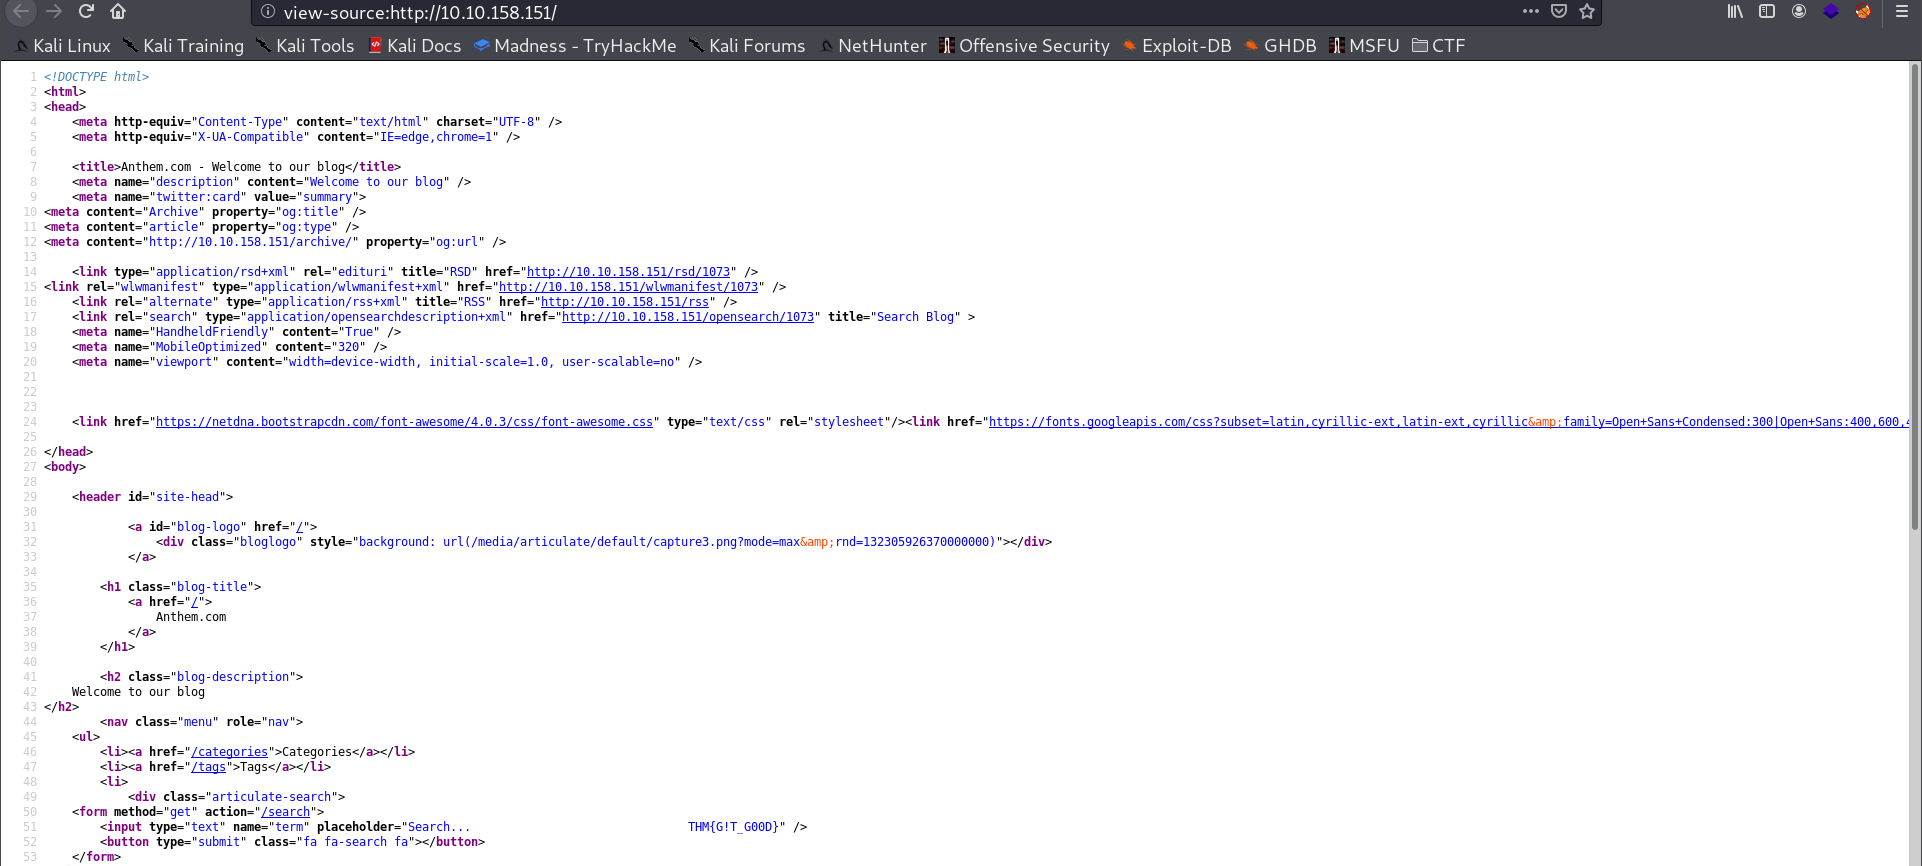 view-source:http://10.10.158.151/
Kali Linux Kali Training Kali Tools Kali Docs Madness - TryHackMe Kali Forums NetHunter Offensive Security Exploit-DB GHDB MSFU CTF
1 <!DOCTYPE html>
2 <html>
3 <head>
4 <meta http-equiv="Content-Type" content="text/html" charset="UTF-8" />
5 <meta http-equiv="X-UA-Compatible" content="IE=edge,chrome=1" />
6
7 <title>Anthem.com - Welcome to our blog</title>
8 <meta name="description" content="Welcome to our blog" />
9 <meta name="twitter:card" value="summary">
10 <meta content="Archive" property="og:title" />
11 <meta content="article" property="og:type" />
12 <meta content="http://10.10.158.151/archive/" property="og:url" />
13
14 <link type="application/rsd+xml" rel="edituri" title="RSD" href="http://10.10.158.151/rsd/1073" />
15 <link rel="wlwmanifest" type="application/wlwmanifest+xml" href="http://10.10.158.151/wlwmanifest/1073" />
16 <link rel="alternate" type="application/rss+xml" title="RSS" href="http://10.10.158.151/rss" />
17 <link rel="search" type="application/opensearchdescription+xml" href="http://10.10.158.151/opensearch/1073" title="Search Blog" >
18 <meta name="HandheldFriendly" content="True" />
19 <meta name="MobileOptimized" content="320" />
20 <meta name="viewport" content="width=device-width, initial-scale=1.0, user-scalable=no" />
21
22
23
24 <link href="https://netdna.bootstrapcdn.com/font-awesome/4.0.3/css/font-awesome.css" type="text/css" rel="stylesheet"/><link href="https://fonts.googleapis.com/css?subset=latin,cyrillic-ext,latin-ext,cyrillic&amp;family=Open+Sans+Condensed:300|Open+Sans:400,600,
25
26 </head>
27 <body>
28
29 <header id="site-head">
30
31 <a id="blog-logo" href="/">
32 <div class="bloglogo" style="background: url(/media/articulate/default/capture3.png?mode=max&amp;rnd=132305926370000000)"></div>
33 </a>
34
35 <h1 class="blog-title">
36 <a href="/">
37 Anthem.com
38 </a>
39 </h1>
40
41 <h2 class="blog-description">
42 Welcome to our blog
43 </h2>
44 <nav class="menu" role="nav">
45 <ul>
46 <li><a href="/categories">Categories</a></li>
47 <li><a href="/tags">Tags</a></li>
48 <li>
49 <div class="articulate-search">
50 <form method="get" action="/search">
51 <input type="text" name="term" placeholder="Search... THM{G!T_G00D}" />
52 <button type="submit" class="fa fa-search fa"></button>
53 </form>